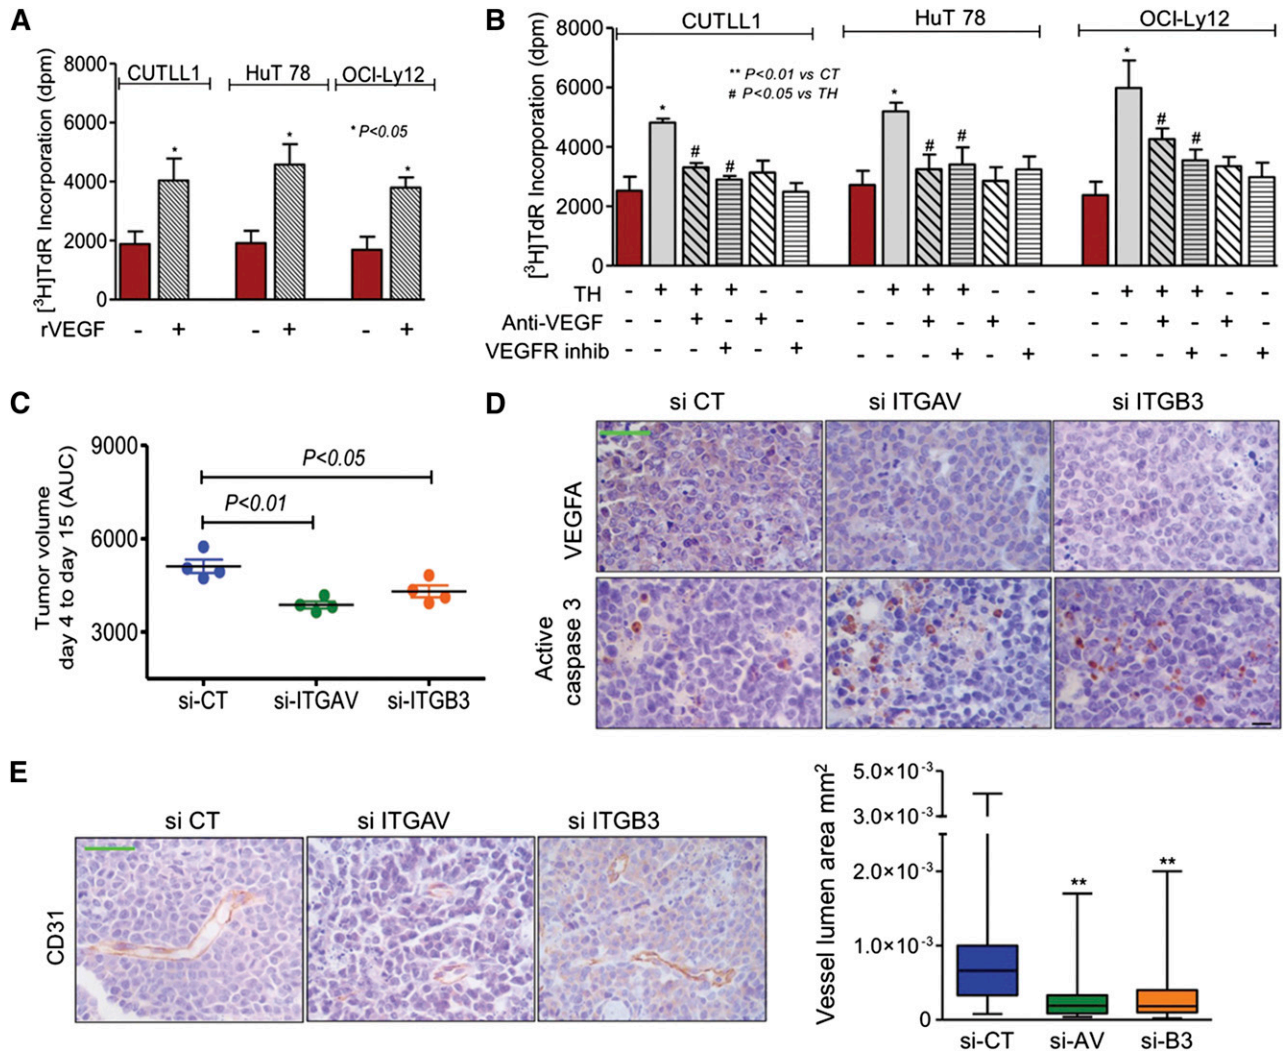 A
[³H]TdR Incorporation (dpm)
8000
6000
4000
2000
0
CUTLL1 HuT 78 OCI-Ly12
* P<0.05
* * *
rVEGF - + - + - +
B
[³H]TdR Incorporation (dpm)
8000
6000
4000
2000
0
CUTLL1 HuT 78 OCI-Ly12
** P<0.01 vs CT
# P<0.05 vs TH
* # # * # # * # #
TH - + + + - - - + + + - - - + + + - -
Anti-VEGF - - + - + - - - + - + - - - + - + -
VEGFR inhib - - - + - + - - - + - + - - - + - +
C
Tumor volume
day 4 to day 15 (AUC)
9000
6000
3000
P<0.05
P<0.01
si-CT si-ITGAV si-ITGB3
D
si CT si ITGAV si ITGB3
VEGFA
Active
caspase 3
E
si CT si ITGAV si ITGB3
CD31
Vessel lumen area mm²
5.0×10⁻³
3.0×10⁻³
2.0×10⁻³
1.0×10⁻³
0
** **
si-CT si-AV si-B3